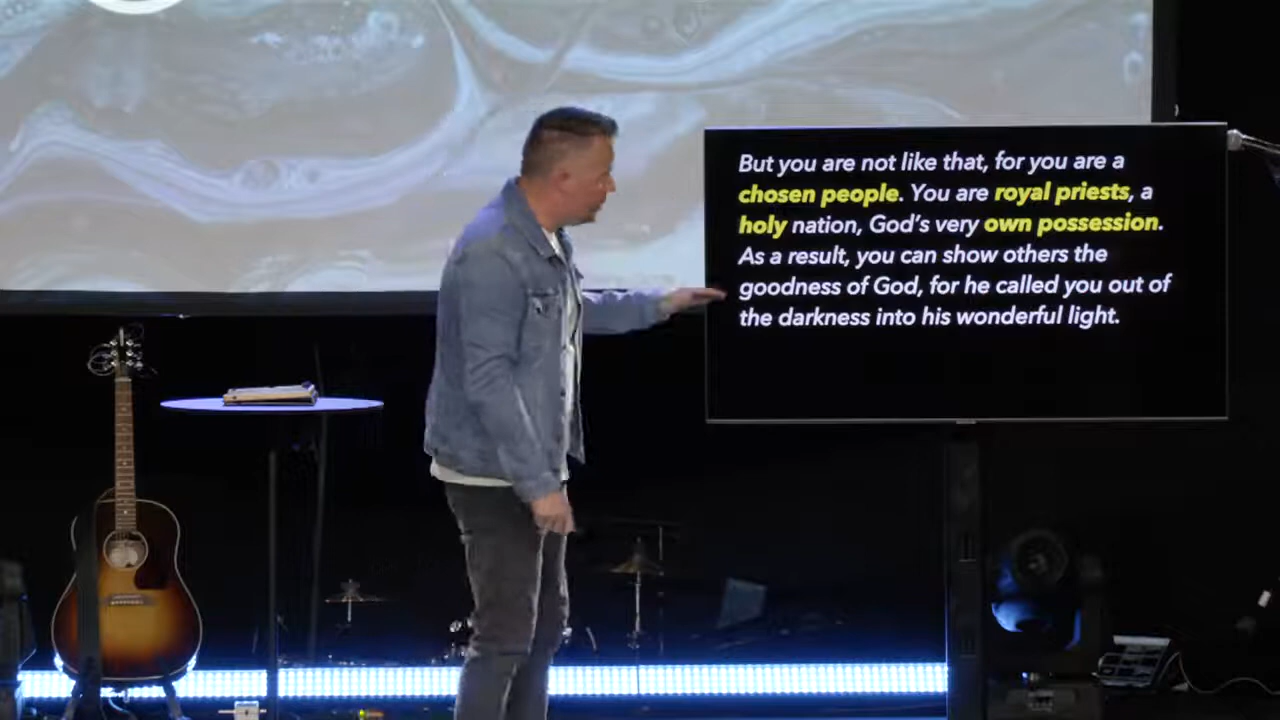 But you are not like that, for you are a
chosen people. You are royal priests, a
holy nation, God's very own possession.
As a result, you can show others the
goodness of God, for he called you out of
the darkness into his wonderful light.